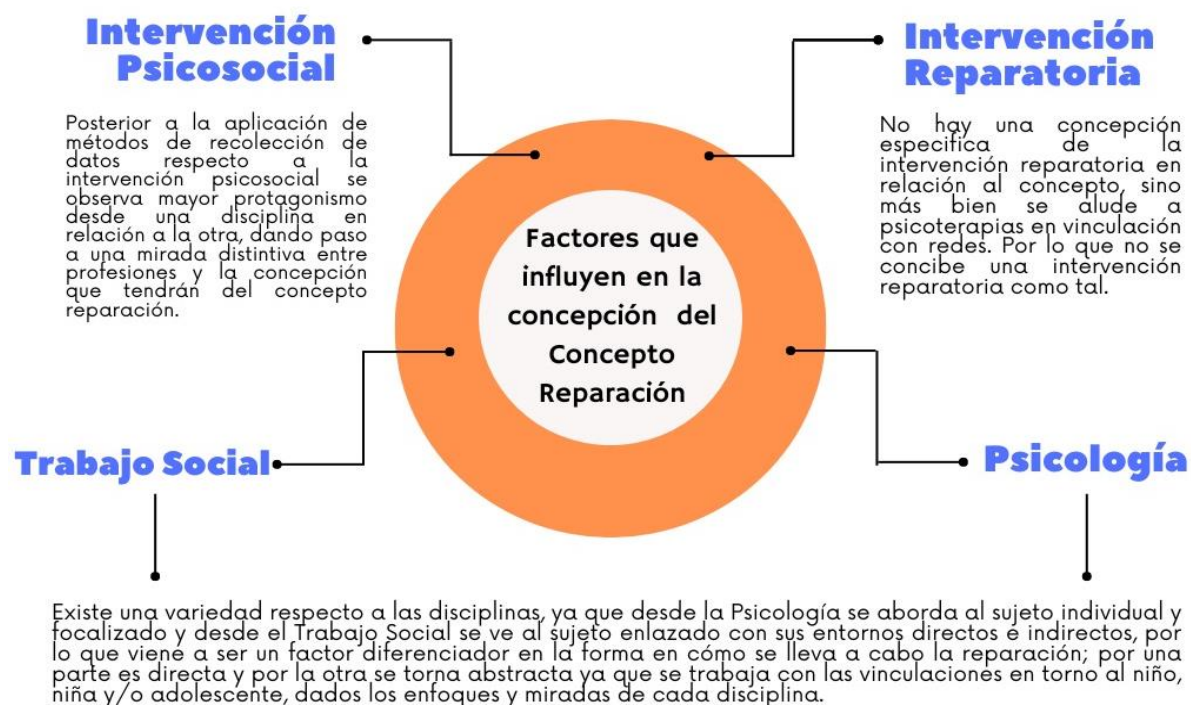 Intervención
Psicosocial
Posterior a la aplicación de
métodos de recolección de
datos respecto a la
intervención psicosocial se
observa mayor protagonismo
desde una disciplina en
relación a la otra, dando paso
a una mirada distintiva entre
profesiones y la concepción
que tendrán del concepto
reparación.
Intervención
Reparatoria
No hay una concepción
especifica de la
intervención reparatoria en
relación al concepto, sino
más bien se alude a
psicoterapias en vinculación
con redes. Por lo que no se
concibe una intervención
reparatoria como tal.
Factores que
influyen en la
concepción del
Concepto
Reparación
Trabajo Social
Psicología
Existe una variedad respecto a las disciplinas, ya que desde la Psicología se aborda al sujeto individual y
focalizado y desde el Trabajo Social se ve al sujeto enlazado con sus entornos directos e indirectos, por
lo que viene a ser un factor diferenciador en la forma en cómo se lleva a cabo la reparación; por una
parte es directa y por la otra se torna abstracta ya que se trabaja con las vinculaciones en torno al niño,
niña y/o adolescente, dados los enfoques y miradas de cada disciplina.